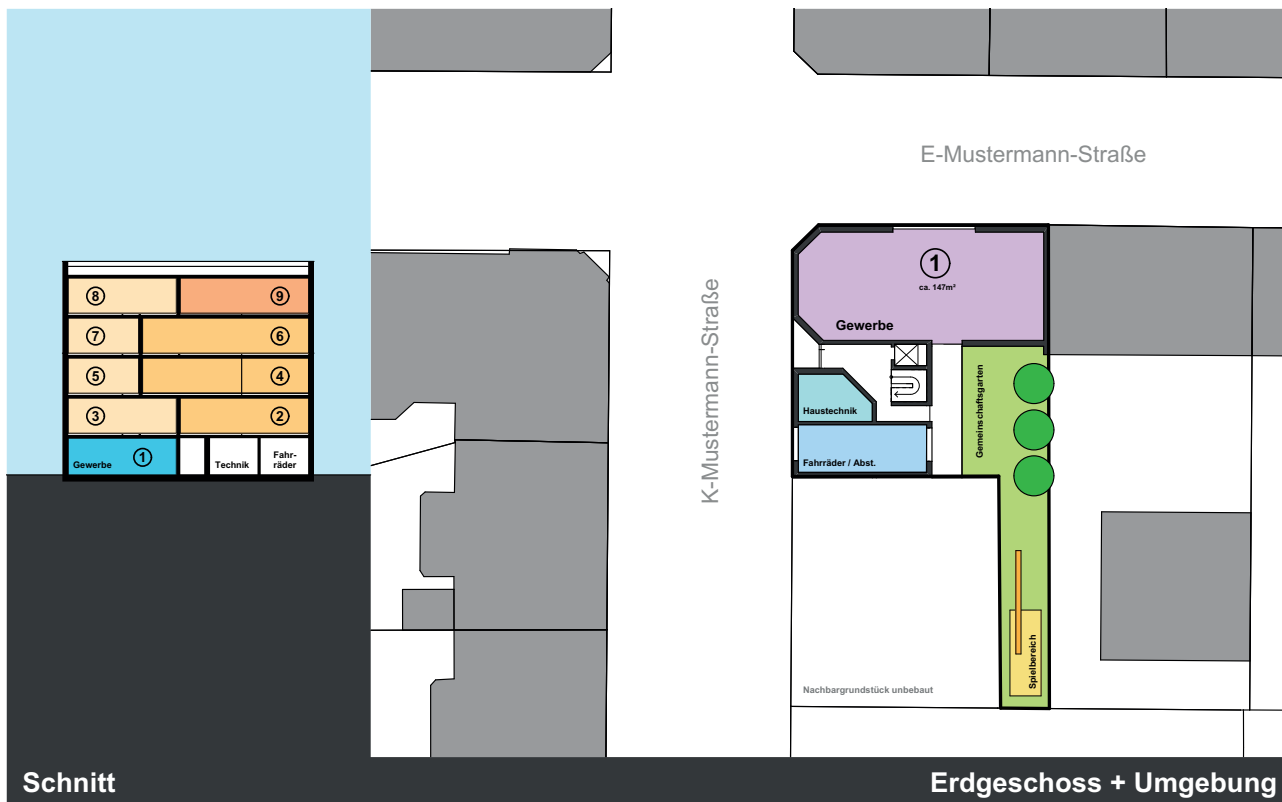 8
9
7
6
5
4
3
2
Gewerbe
1
Technik
Fahr-
räder
E-Mustermann-Straße
K-Mustermann-Straße
1
ca. 147m²
Gewerbe
Haustechnik
Fahrräder / Abst.
Gemeinschaftsgarten
Spielbereich
Nachbargrundstück unbebaut
Schnitt
Erdgeschoss + Umgebung